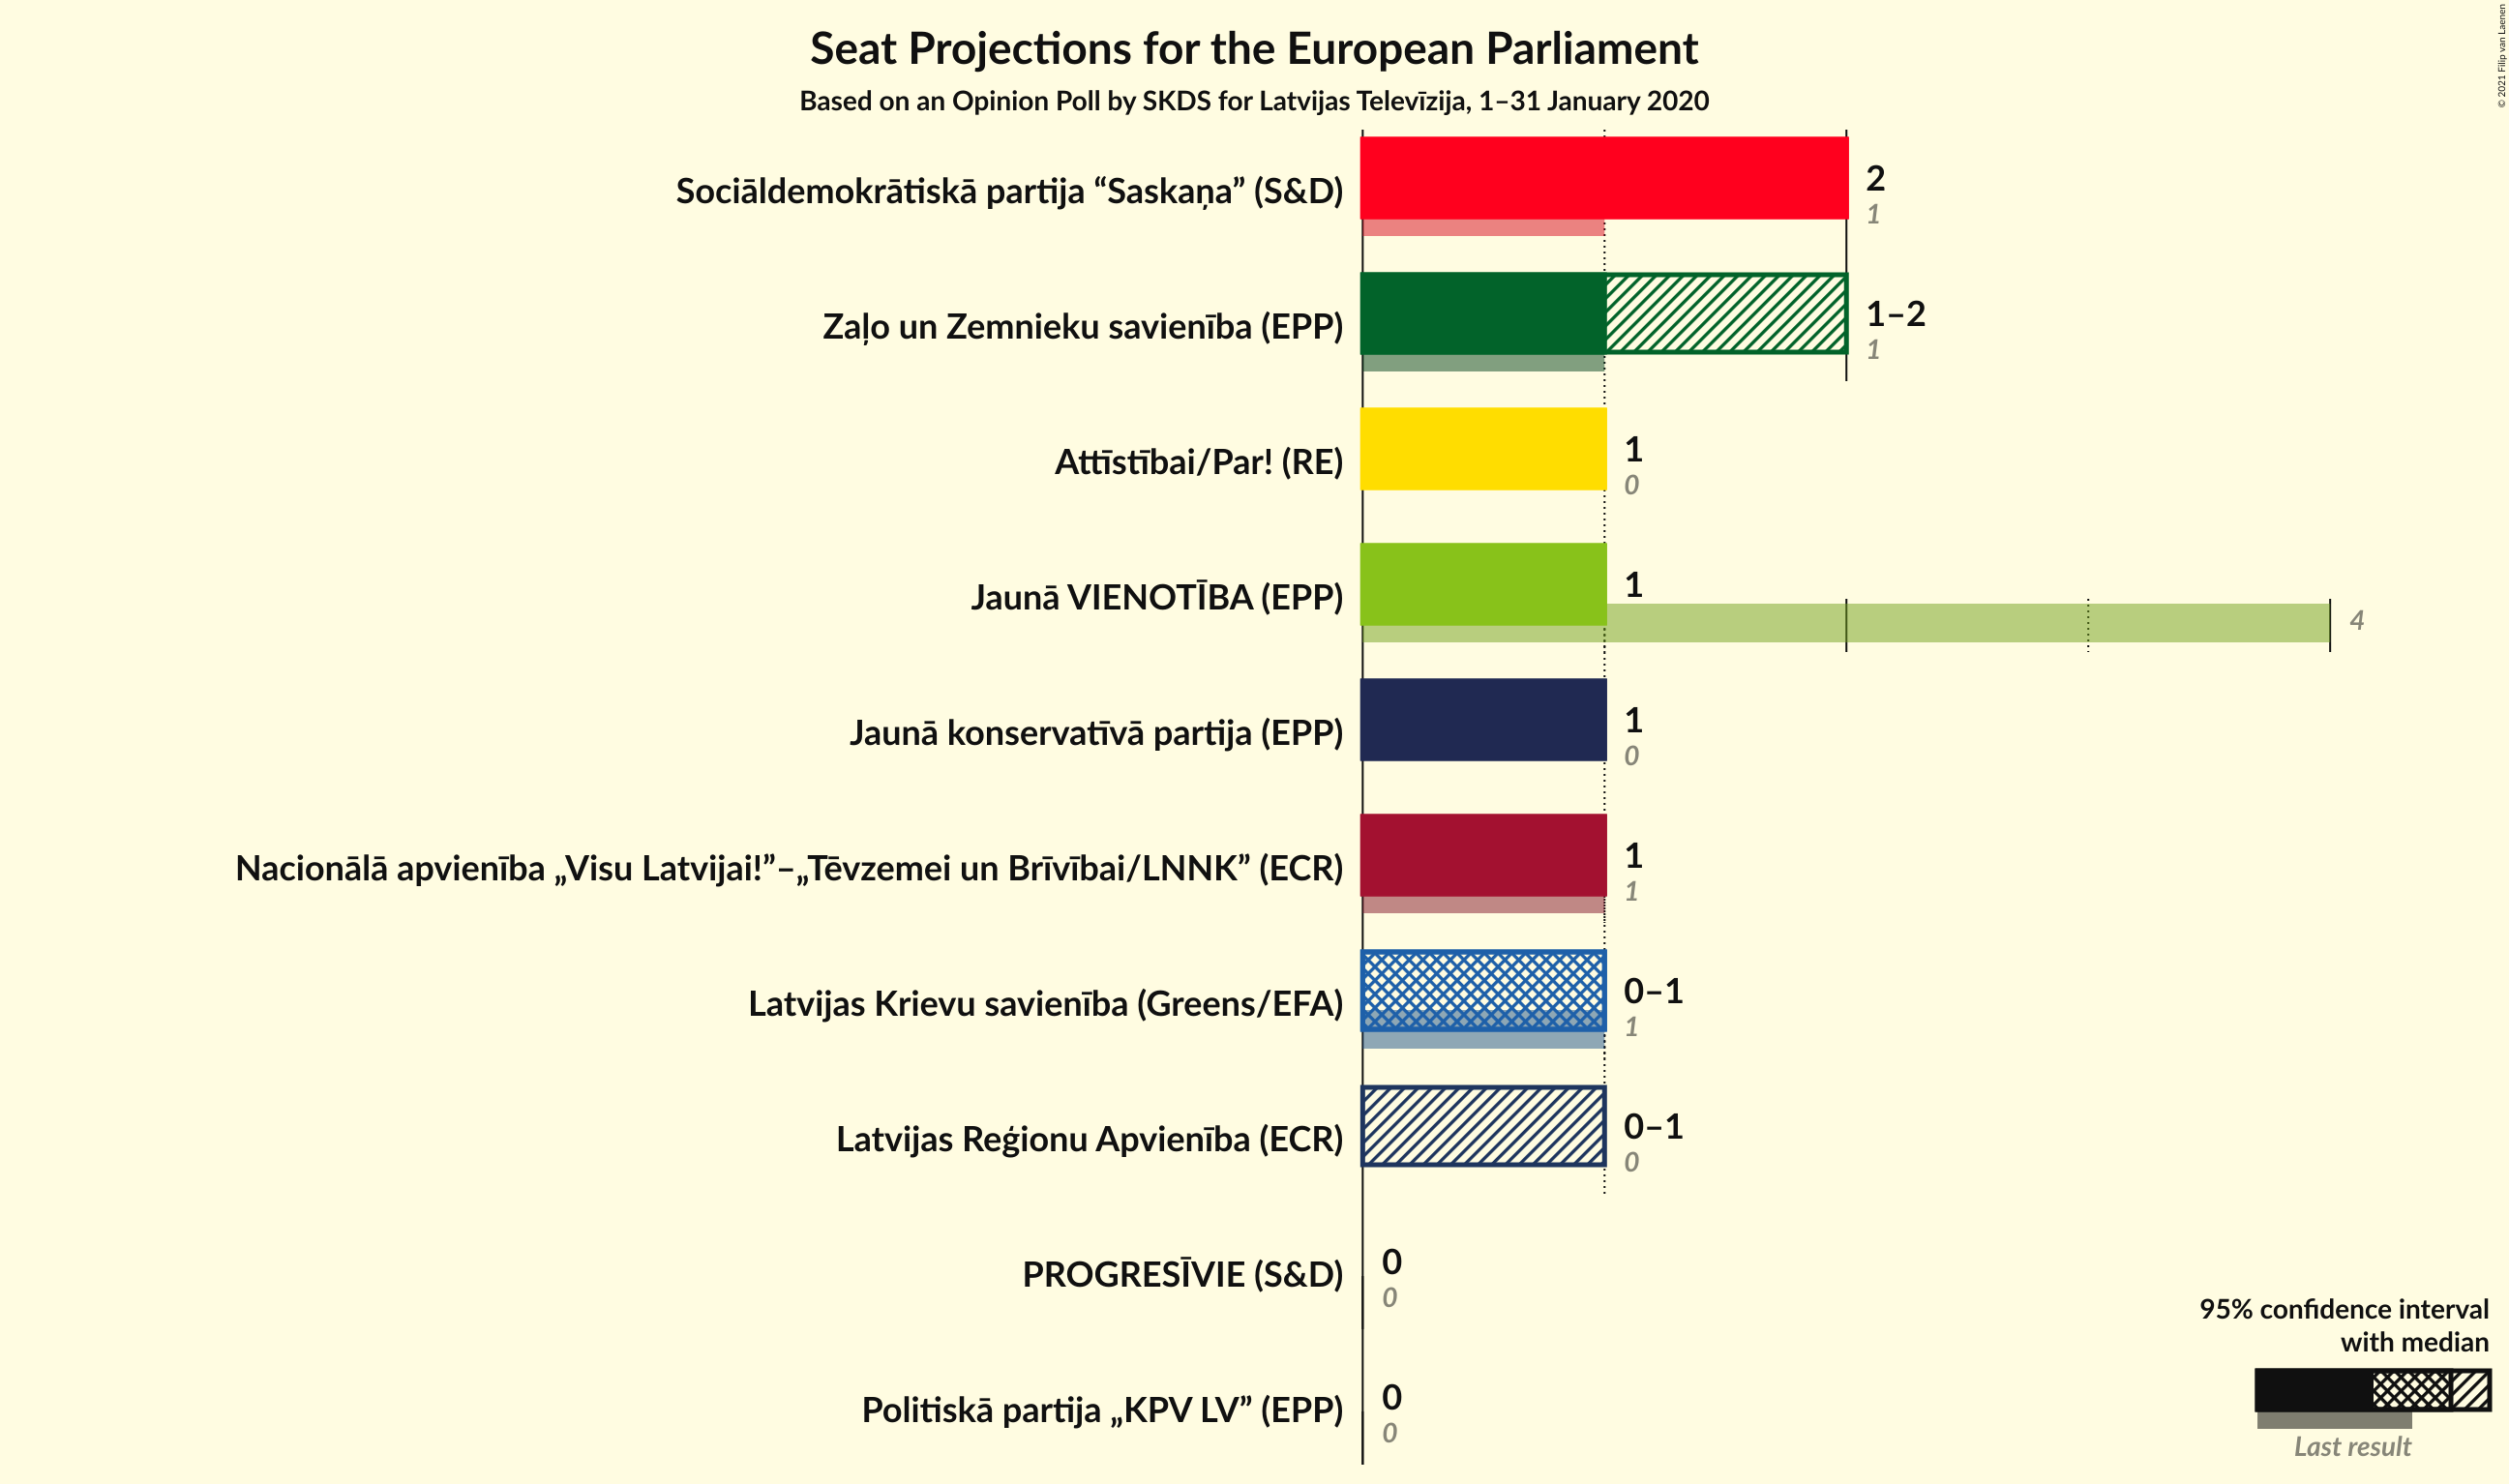 Seat Projections for the European Parliament
Based on an Opinion Poll by SKDS for Latvijas Televīzija, 1–31 January 2020
© 2021 Filip van Laenen
Sociāldemokrātiskā partija “Saskaņa” (S&D)
2
1
Zaļo un Zemnieku savienība (EPP)
1–2
1
Attīstībai/Par! (RE)
1
0
Jaunā VIENOTĪBA (EPP)
1
4
Jaunā konservatīvā partija (EPP)
1
0
Nacionālā apvienība „Visu Latvijai!”–„Tēvzemei un Brīvībai/LNNK” (ECR)
1
1
Latvijas Krievu savienība (Greens/EFA)
0–1
1
Latvijas Reģionu Apvienība (ECR)
0–1
0
PROGRESĪVIE (S&D)
0
0
Politiskā partija „KPV LV” (EPP)
0
0
95% confidence interval
with median
Last result